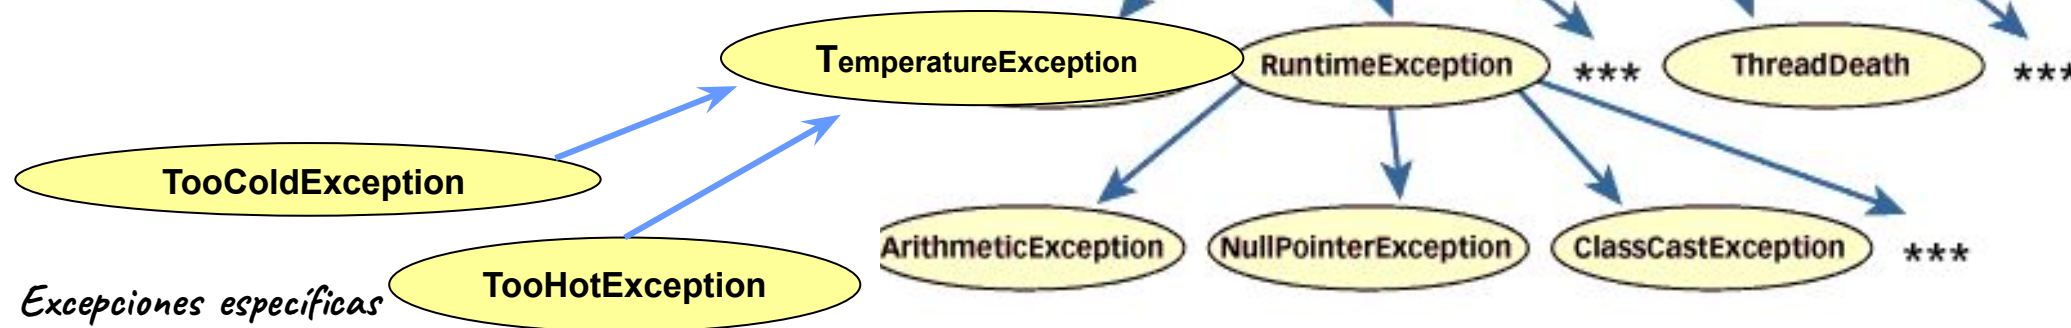 TemperatureException
RuntimeException
***
ThreadDeath
***
TooColdException
ArithmeticException
NullPointerException
ClassCastException
***
TooHotException
Excepciones específicas